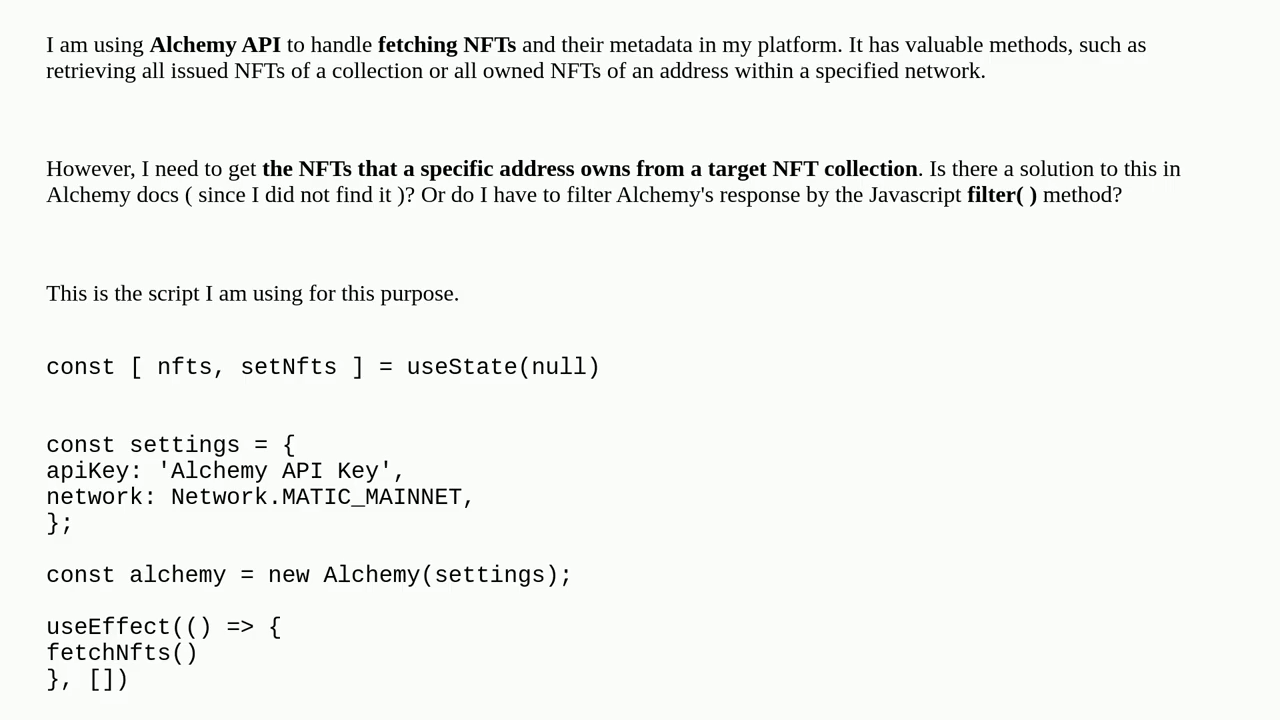 I am using Alchemy API to handle fetching NFTs and their metadata in my platform. It has valuable methods, such as
retrieving all issued NFTs of a collection or all owned NFTs of an address within a specified network.
However, I need to get the NFTs that a specific address owns from a target NFT collection. Is there a solution to this in
Alchemy docs ( since I did not find it )? Or do I have to filter Alchemy's response by the Javascript filter( ) method?
This is the script I am using for this purpose.
const [ nfts, setNfts ] = useState(null)
const settings = {
apiKey: 'Alchemy API Key',
network: Network.MATIC_MAINNET,
};
const alchemy = new Alchemy(settings);
useEffect(() => {
fetchNfts()
}, [])